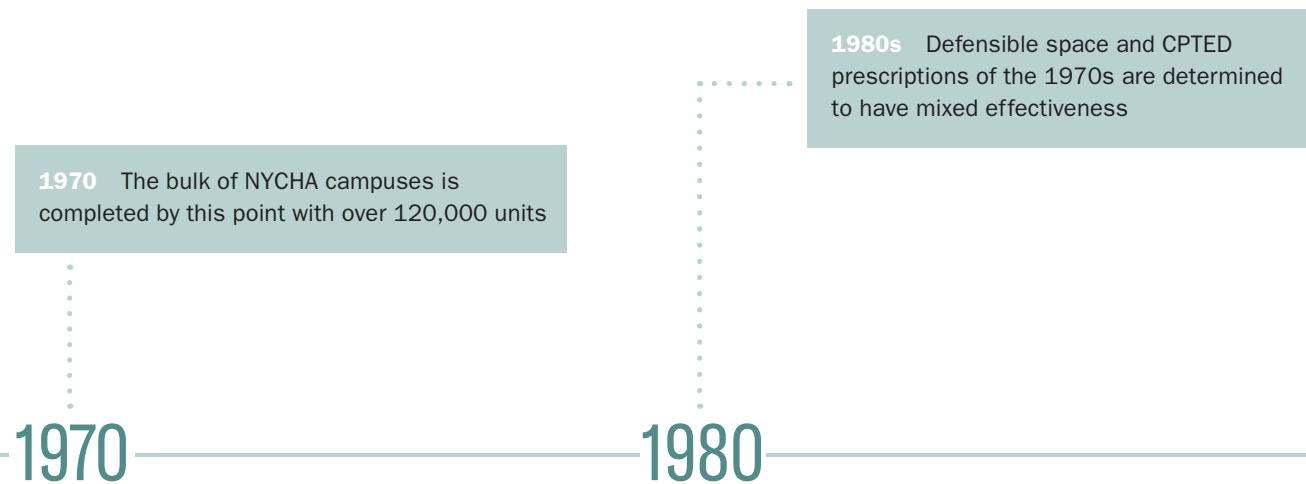 1980s Defensible space and CPTED
prescriptions of the 1970s are determined
to have mixed effectiveness
1970 The bulk of NYCHA campuses is
completed by this point with over 120,000 units
1970
1980